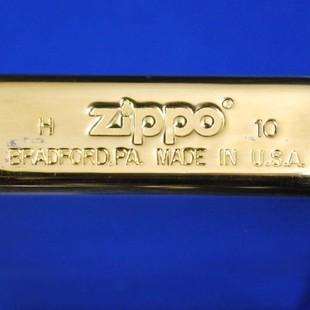 H zippo® 10
BRADFORD, PA. MADE IN U.S.A.